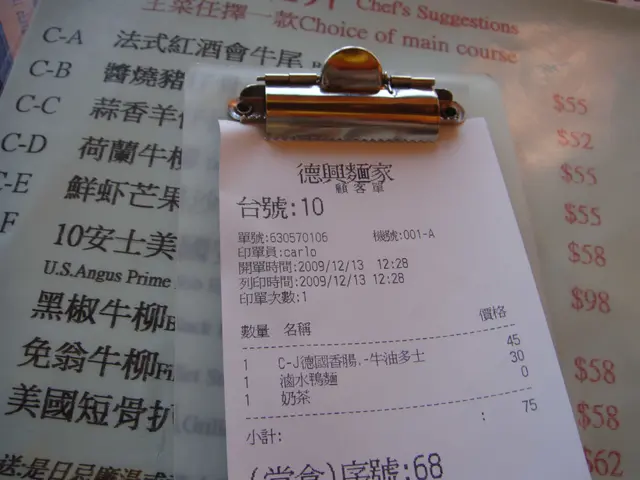 Chef's Suggestions
主菜任擇一款Choice of main course
C-A 法式紅酒會牛尾
C-B 醬燒豬
C-C 蒜香羊
C-D 荷蘭牛
C-E 鮮虾芒果
F 10安士美
U.S.Angus Prime
黑椒牛柳
免翁牛柳
美國短骨扒
$55
$52
$55
$55
$58
$98
$58
$58
$62
德興麵家
顧客單
台號:10
單號:630570106 機號:001-A
印單員:carlo
開單時間:2009/12/13 12:28
列印時間:2009/12/13 12:28
印單次數:1
數量 名稱 價格
1 C-J德國香腸.-牛油多士 45
1 滷水鴨麵 30
1 奶茶 0
小計: : 75
(堂食)序號:68